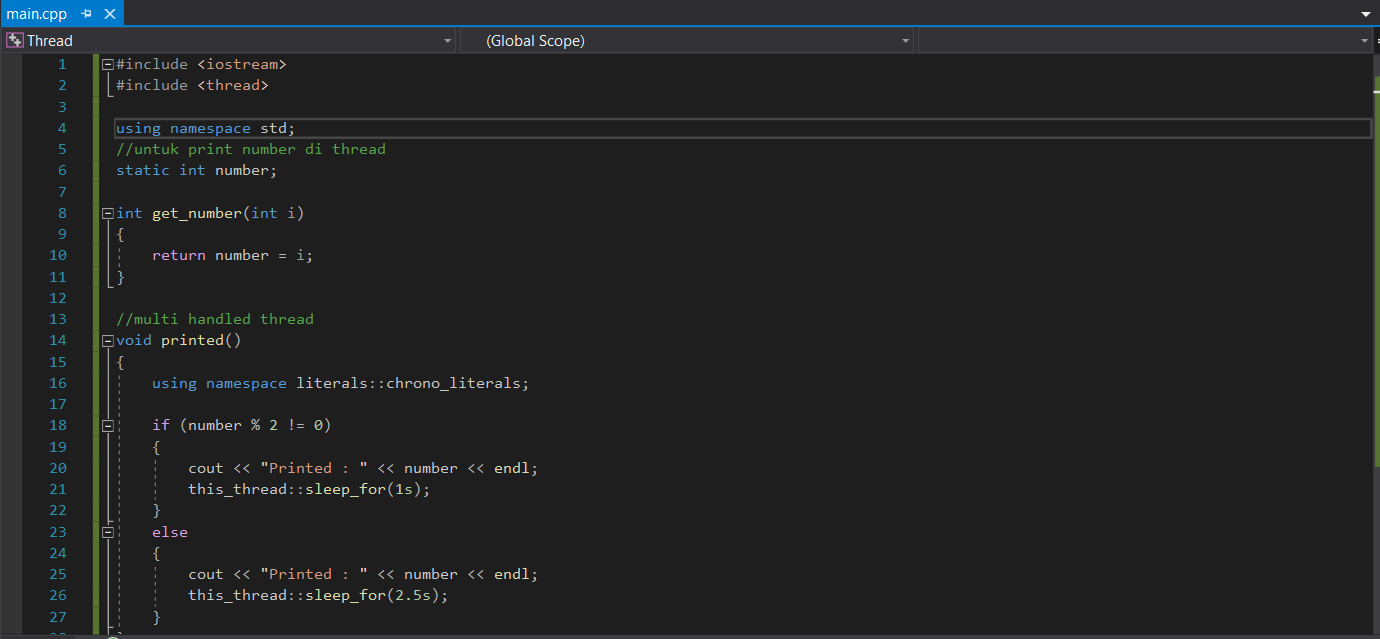 main.cpp
Thread (Global Scope)
1 #include <iostream>
2 #include <thread>
3
4 using namespace std;
5 //untuk print number di thread
6 static int number;
7
8 int get_number(int i)
9 {
10     return number = i;
11 }
12
13 //multi handled thread
14 void printed()
15 {
16     using namespace literals::chrono_literals;
17
18     if (number % 2 != 0)
19     {
20         cout << "Printed : " << number << endl;
21         this_thread::sleep_for(1s);
22     }
23     else
24     {
25         cout << "Printed : " << number << endl;
26         this_thread::sleep_for(2.5s);
27     }